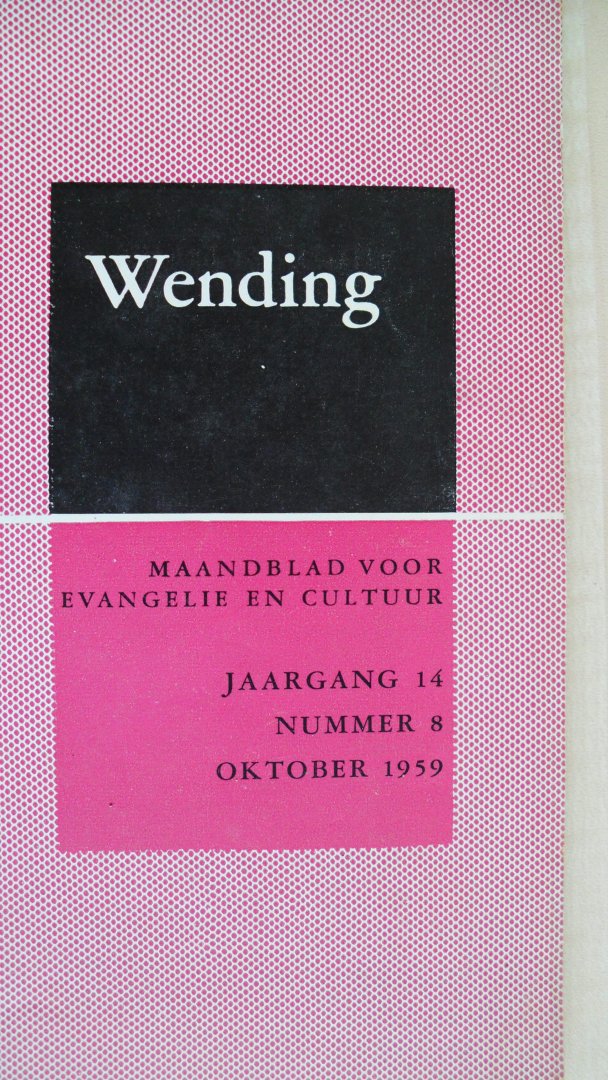 Wending
MAANDBLAD VOOR
EVANGELIE EN CULTUUR
JAARGANG 14
NUMMER 8
OKTOBER 1959